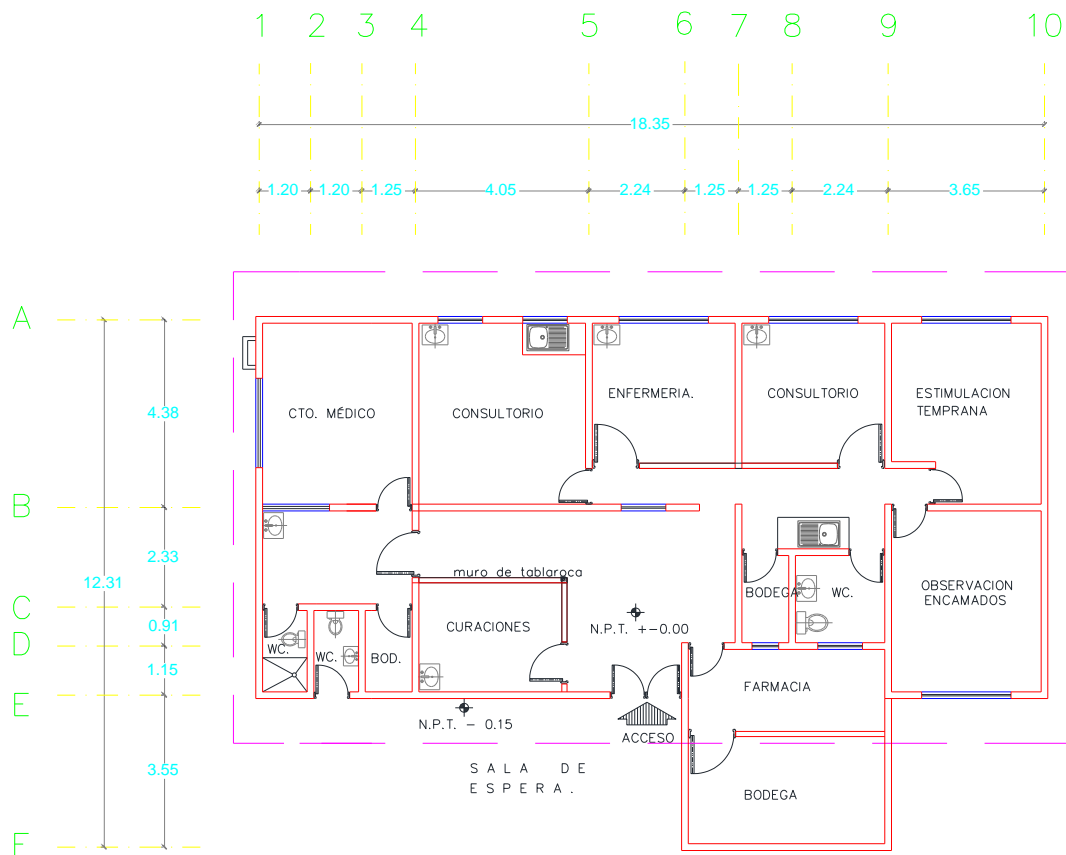 1 2 3 4 5 6 7 8 9 10
18.35
1.20 1.20 1.25 4.05 2.24 1.25 1.25 2.24 3.65
A
4.38
CTO. MÉDICO
CONSULTORIO
ENFERMERIA.
CONSULTORIO
ESTIMULACION
TEMPRANA
B
2.33
12.31
muro de tablaroca
C
0.91
D
1.15
E
3.55
F
OBSERVACION
ENCAMADOS
BODEGA
WC.
CURACIONES
N.P.T. +-0.00
WC.
WC.
BOD.
FARMACIA
N.P.T. - 0.15
ACCESO
SALA DE
ESPERA.
BODEGA